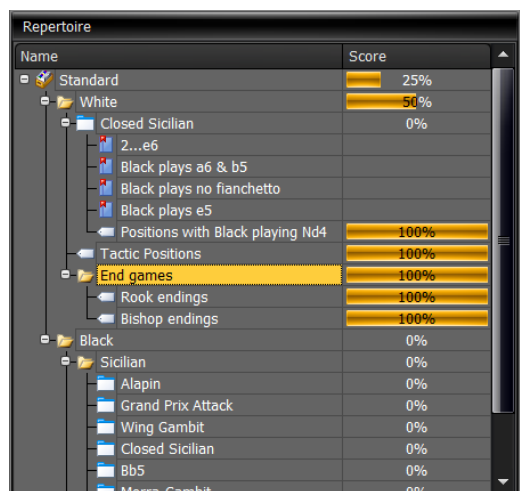 Repertoire
Name Score
Standard 25%
White 50%
Closed Sicilian 0%
2...e6
Black plays a6 & b5
Black plays no fianchetto
Black plays e5
Positions with Black playing Nd4 100%
Tactic Positions 100%
End games 100%
Rook endings 100%
Bishop endings 100%
Black 0%
Sicilian 0%
Alapin 0%
Grand Prix Attack 0%
Wing Gambit 0%
Closed Sicilian 0%
Bb5 0%
Morra Gambit 0%